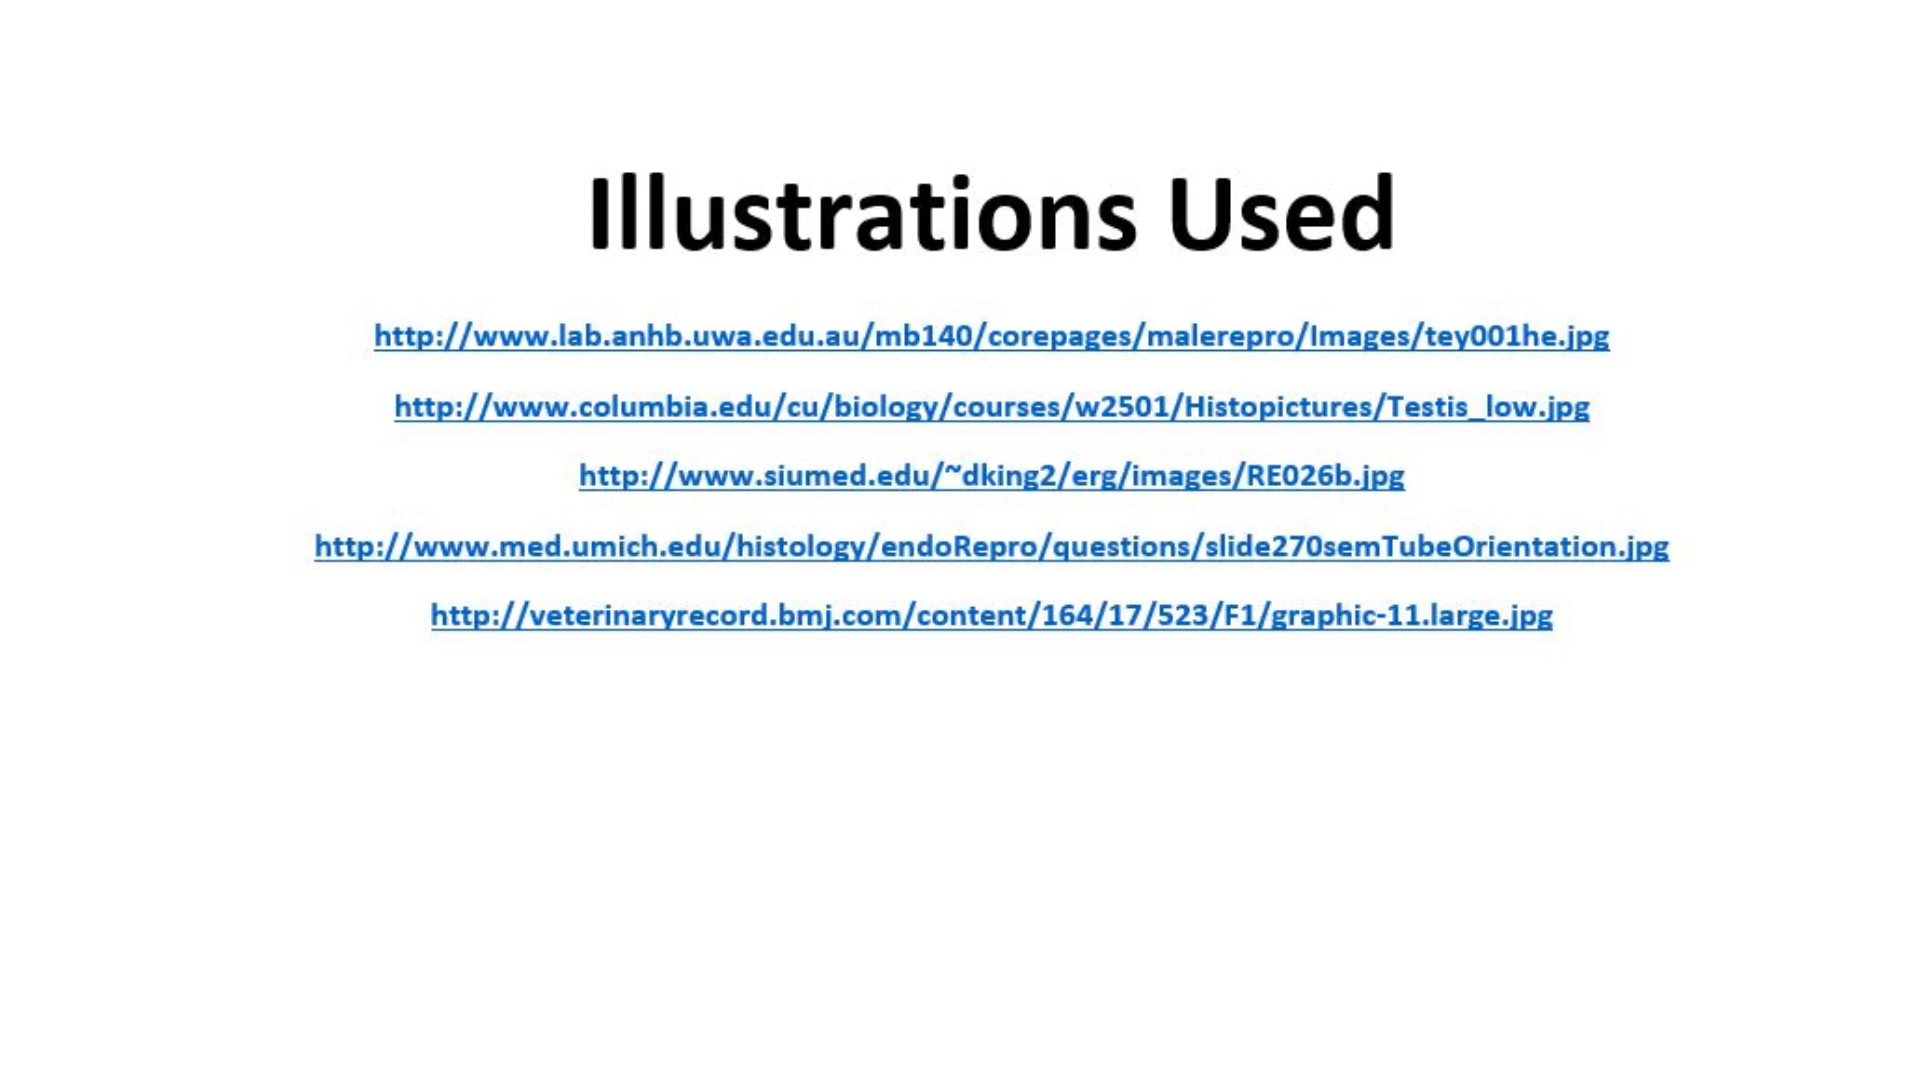 Illustrations Used
http://www.lab.anhb.uwa.edu.au/mb140/corepages/malerepro/Images/tey001he.jpg
http://www.columbia.edu/cu/biology/courses/w2501/Histopictures/Testis_low.jpg
http://www.siumed.edu/~dking2/erg/images/RE026b.jpg
http://www.med.umich.edu/histology/endoRepro/questions/slide270semTubeOrientation.jpg
http://veterinaryrecord.bmj.com/content/164/17/523/F1/graphic-11.large.jpg